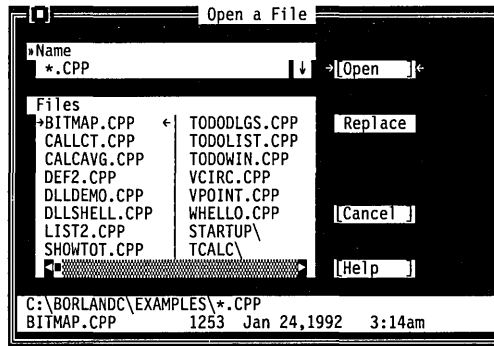 Open a File
»Name
*.CPP ↓ →[Open ]←
Files
→BITMAP.CPP ← TODODLGS.CPP Replace
CALLCT.CPP TODOLIST.CPP
CALCAVG.CPP TODOWIN.CPP
DEF2.CPP VCIRC.CPP
DLLDEMO.CPP VPOINT.CPP
DLLSHELL.CPP WHELLO.CPP [Cancel ]
LIST2.CPP STARTUP\
SHOWTOT.CPP TCALC\
[Help ]
C:\BORLANDC\EXAMPLES\*.CPP
BITMAP.CPP 1253 Jan 24,1992 3:14am